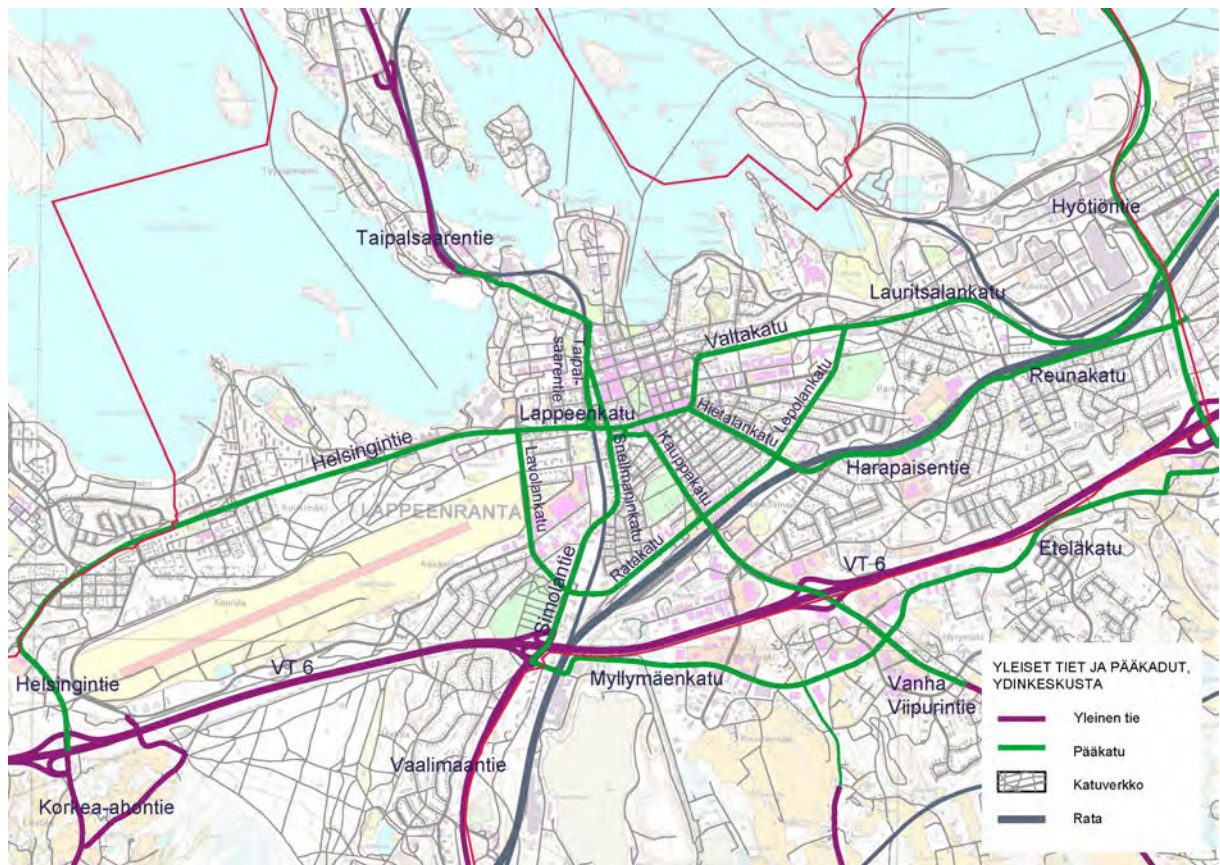 Hyötiöntie
Taipalsaarentie
Lauritsalankatu
Valtakatu
Taipal-
saarentie
Reunakatu
Lepolankatu
Hietalankatu
Lappeenkatu
Helsingintie
Kauppakatu
Snellmaninkatu
Lavolankatu
Harapaisentie
LAPPEENRANTA
Eteläkatu
Ratakatu
VT 6
Simolantie
VT 6
Helsingintie
Myllymäenkatu
Vanha
Viipurintie
Vaalimaantie
Korkea-ahontie
YLEISET TIET JA PÄÄKADUT,
YDINKESKUSTA
Yleinen tie
Pääkatu
Katuverkko
Rata